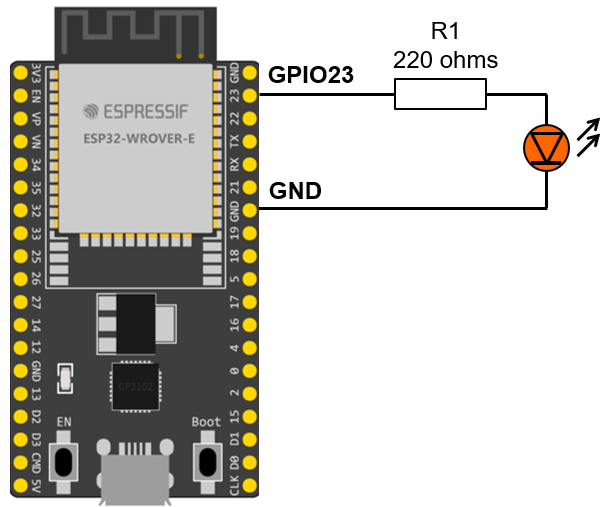 R1
220 ohms
GPIO23
GND
ESPRESSIF
ESP32-WROVER-E
3V3
EN
VP
VN
34
35
32
33
25
26
27
14
12
GND
13
D2
D3
CMD
5V
GND
23
22
TX
RX
21
GND
19
18
5
17
16
4
2
0
15
D1
D0
CLK
CP2102
EN
Boot